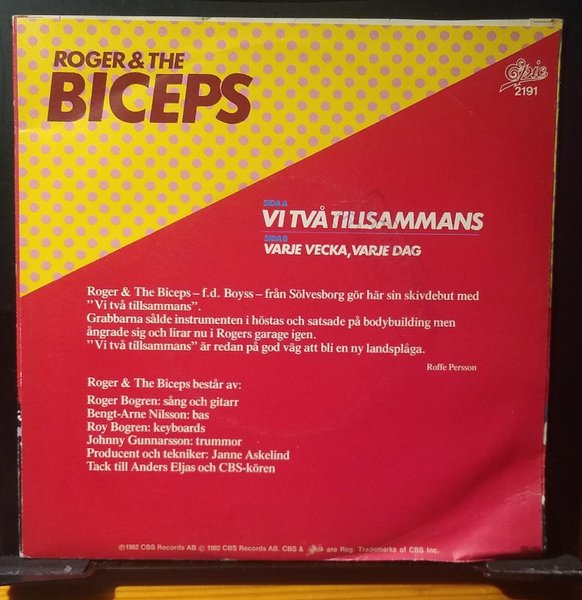 ROGER & THE
BICEPS
Epic
2191
SIDA A
VI TVÅ TILLSAMMANS
SIDA B
VARJE VECKA, VARJE DAG
Roger & The Biceps – f.d. Boyss – från Sölvesborg gör här sin skivdebut med
”Vi två tillsammans”.
Grabbarna sålde instrumenten i höstas och satsade på bodybuilding men
ångrade sig och lirar nu i Rogers garage igen.
”Vi två tillsammans” är redan på god väg att bli en ny landsplåga.
Roffe Persson
Roger & The Biceps består av:
Roger Bogren: sång och gitarr
Bengt-Arne Nilsson: bas
Roy Bogren: keyboards
Johnny Gunnarsson: trummor
Producent och tekniker: Janne Askelind
Tack till Anders Eljas och CBS-kören
℗1982 CBS Records AB. © 1982 CBS Records AB. CBS & Epic are Reg. Trademarks of CBS Inc.